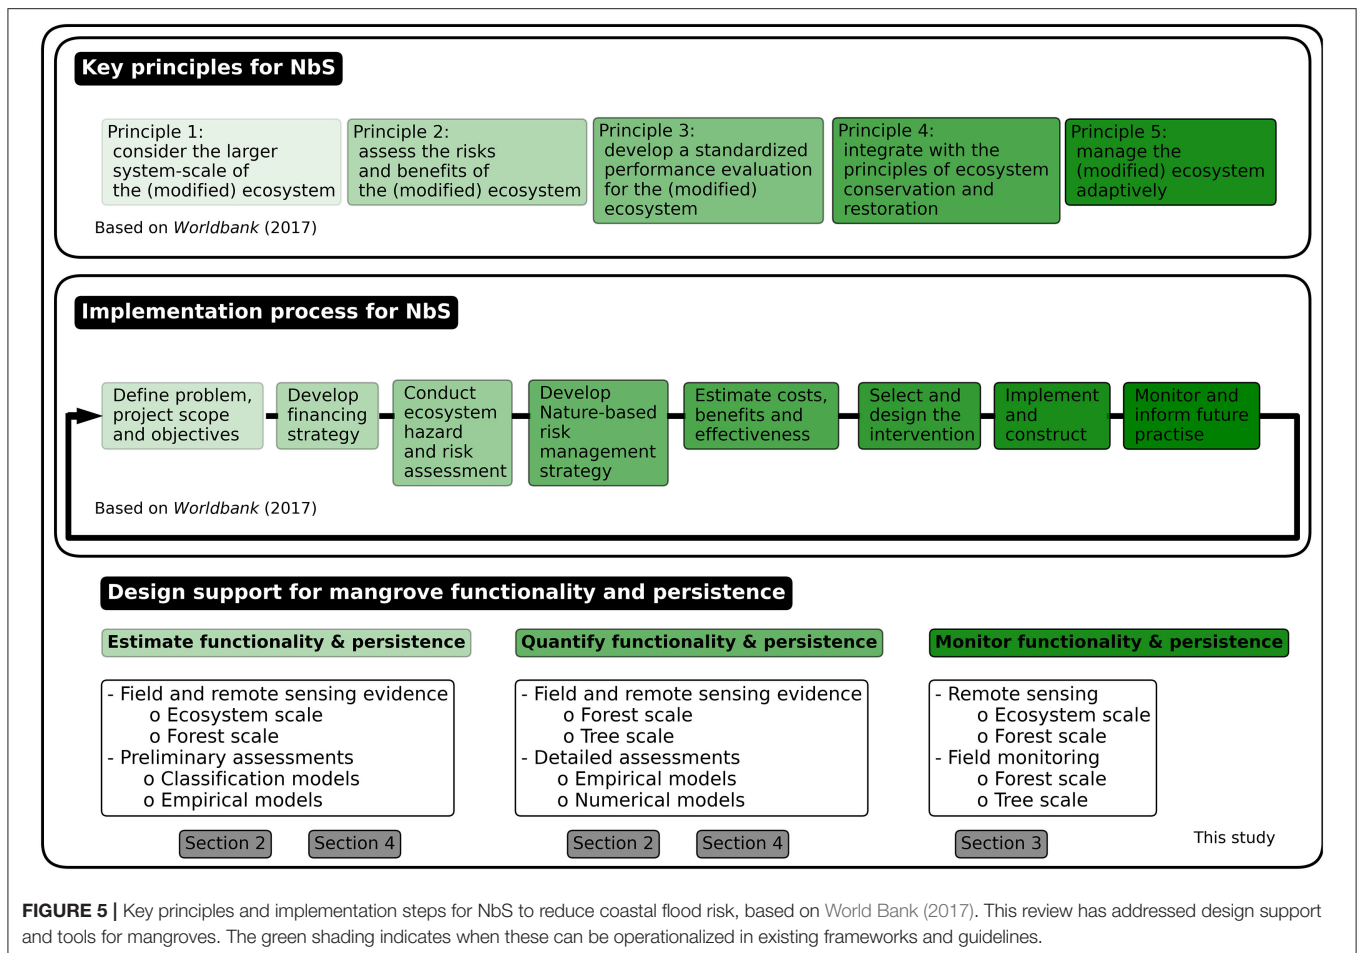 Key principles for NbS
Principle 1:
consider the larger
system-scale of
the (modified) ecosystem
Principle 2:
assess the risks
and benefits of
the (modified) ecosystem
Principle 3:
develop a standardized
performance evaluation
for the (modified)
ecosystem
Principle 4:
integrate with the
principles of ecosystem
conservation and
restoration
Principle 5:
manage the
(modified) ecosystem
adaptively
Based on Worldbank (2017)
Implementation process for NbS
Define problem,
project scope
and objectives
Develop
financing
strategy
Conduct
ecosystem
hazard
and risk
assessment
Develop
Nature-based
risk
management
strategy
Estimate costs,
benefits and
effectiveness
Select and
design the
intervention
Implement
and
construct
Monitor and
inform future
practise
Based on Worldbank (2017)
Design support for mangrove functionality and persistence
Estimate functionality & persistence
- Field and remote sensing evidence
o Ecosystem scale
o Forest scale
- Preliminary assessments
o Classification models
o Empirical models
Section 2
Section 4
Quantify functionality & persistence
- Field and remote sensing evidence
o Forest scale
o Tree scale
- Detailed assessments
o Empirical models
o Numerical models
Section 2
Section 4
Monitor functionality & persistence
- Remote sensing
o Ecosystem scale
o Forest scale
- Field monitoring
o Forest scale
o Tree scale
Section 3
This study
FIGURE 5 | Key principles and implementation steps for NbS to reduce coastal flood risk, based on World Bank (2017). This review has addressed design support
and tools for mangroves. The green shading indicates when these can be operationalized in existing frameworks and guidelines.